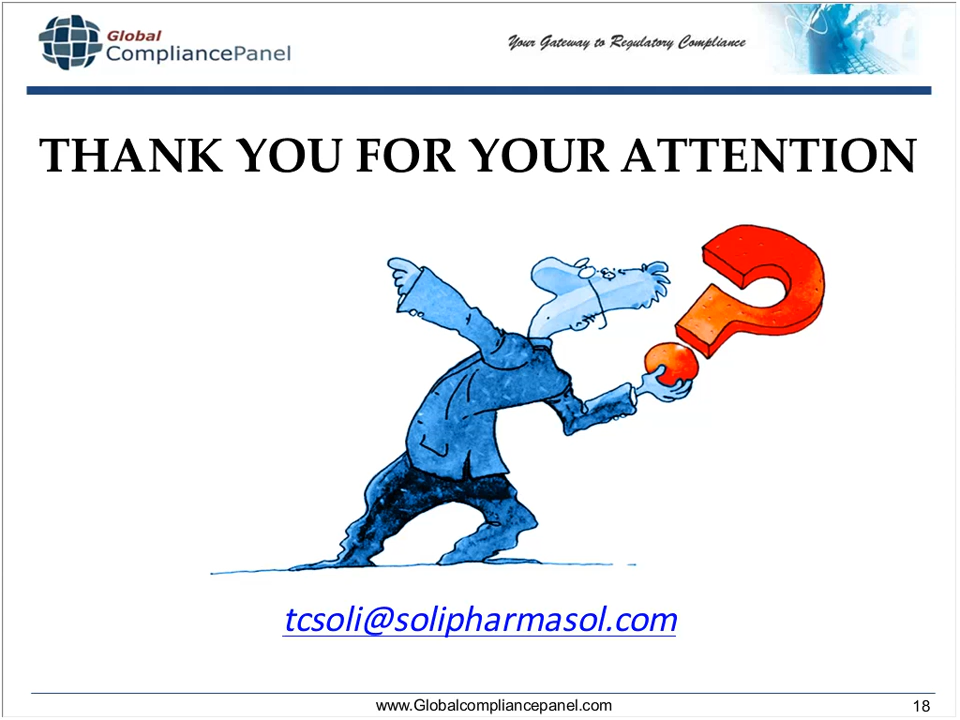 Global
CompliancePanel
Your Gateway to Regulatory Compliance
THANK YOU FOR YOUR ATTENTION
?
tcsoli@solipharmasol.com
www.Globalcompliancepanel.com
18